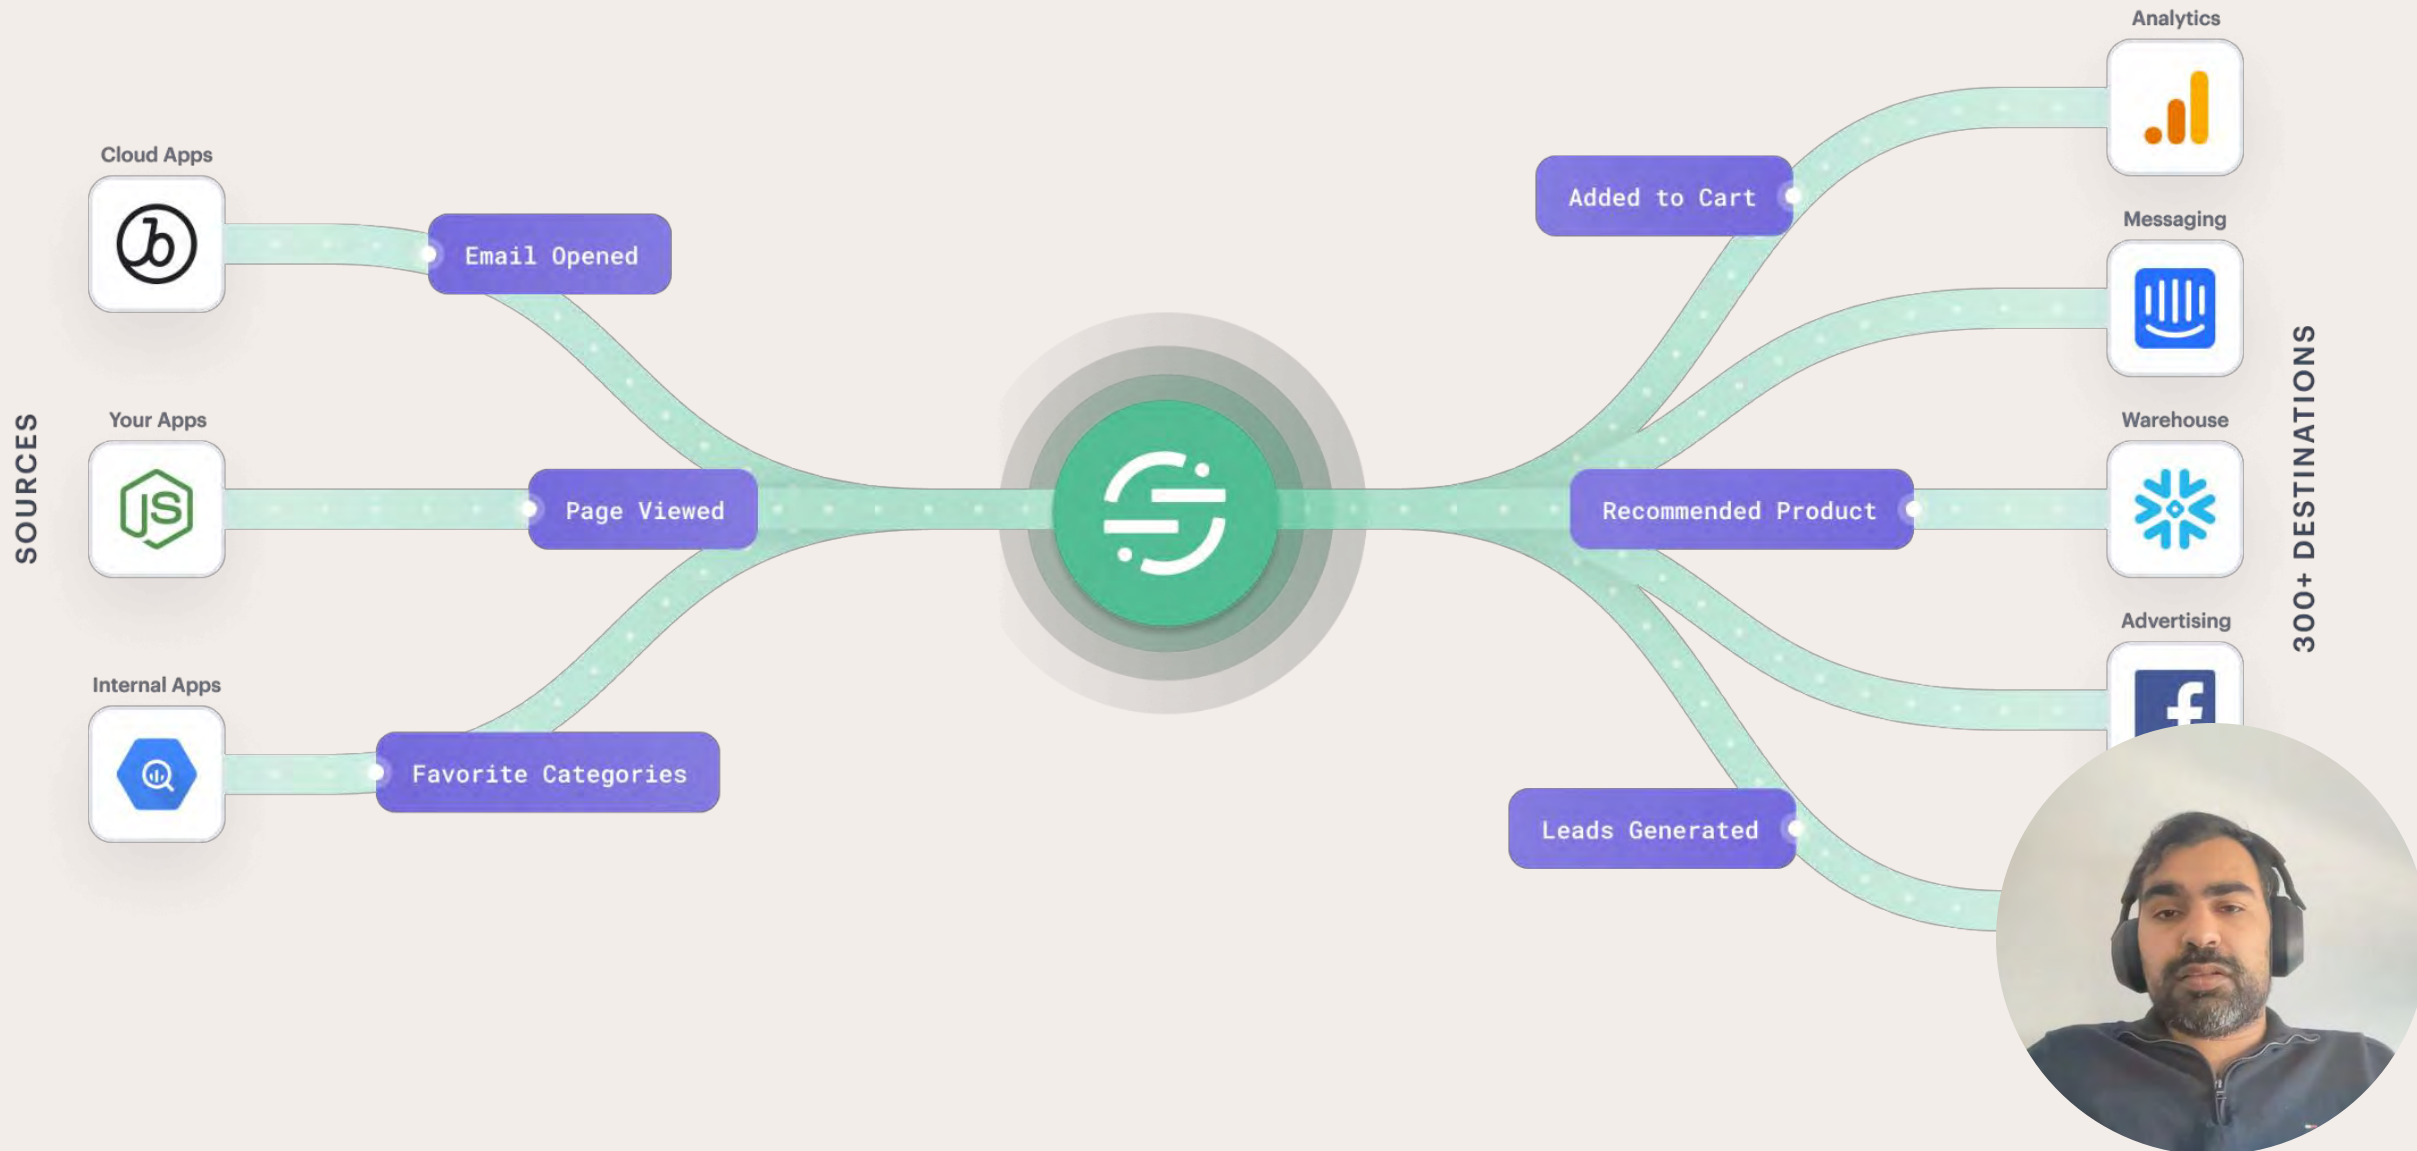 SOURCES
Cloud Apps
Email Opened
Your Apps
JS
Page Viewed
Internal Apps
Favorite Categories
Analytics
Added to Cart
Messaging
Warehouse
Recommended Product
Advertising
f
Leads Generated
300+ DESTINATIONS